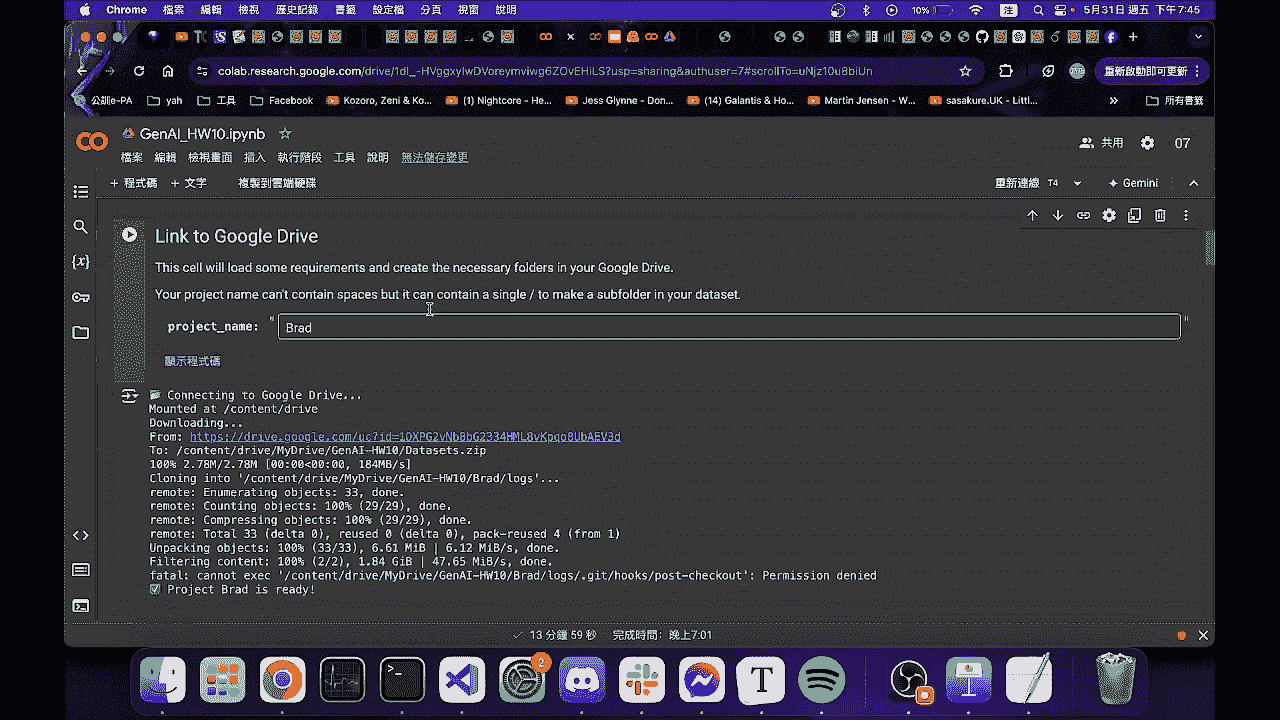 Chrome 檔案 編輯 檢視 歷史記錄 書籤 設定檔 分頁 視窗 說明 10% 注 5月31日 週五 下午7:45
colab.research.google.com/drive/1dl_-HVggxylwDVoreymviwg6ZOvEHiLS?usp=sharing&authuser=7#scrollTo=uNjz10u8biUn 重新啟動即可更新
公馴e-PA yah 工具 Facebook Kozoro, Zeni & Ko... (1) Nightcore - He... Jess Glynne - Don... (14) Galantis & Ho... Martin Jensen - W... sasakure.UK - Littl... » 所有書籤
GenAI_HW10.ipynb
共用 07
檔案 編輯 檢視畫面 插入 執行階段 工具 說明 無法儲存變更
+ 程式碼 + 文字 複製到雲端硬碟 重新連線 T4 Gemini
Link to Google Drive
This cell will load some requirements and create the necessary folders in your Google Drive.
Your project name can't contain spaces but it can contain a single / to make a subfolder in your dataset.
project_name: " Brad "
顯示程式碼
Connecting to Google Drive...
Mounted at /content/drive
Downloading...
From: https://drive.google.com/uc?id=1OXPG2vNb8bG2334HML8vKpqo8UbAEV3d
To: /content/drive/MyDrive/GenAI-HW10/Datasets.zip
100% 2.78M/2.78M [00:00<00:00, 184MB/s]
Cloning into '/content/drive/MyDrive/GenAI-HW10/Brad/logs'...
remote: Enumerating objects: 33, done.
remote: Counting objects: 100% (29/29), done.
remote: Compressing objects: 100% (29/29), done.
remote: Total 33 (delta 0), reused 0 (delta 0), pack-reused 4 (from 1)
Unpacking objects: 100% (33/33), 6.61 MiB | 6.12 MiB/s, done.
Filtering content: 100% (2/2), 1.84 GiB | 47.65 MiB/s, done.
fatal: cannot exec '/content/drive/MyDrive/GenAI-HW10/Brad/logs/.git/hooks/post-checkout': Permission denied
Project Brad is ready!
13 分鐘 59 秒 完成時間：晚上7:01
2
T